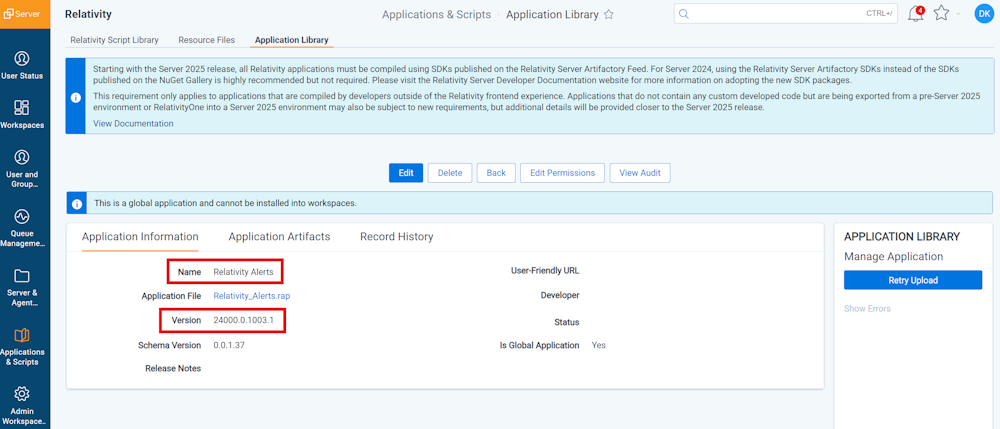 Server
Relativity
Applications & Scripts
Application Library
CTRL+/
4
DK
Relativity Script Library
Resource Files
Application Library
User Status
Workspaces
User and
Group...
Queue
Manageme...
Server &
Agent...
Applications
& Scripts
Admin
Workspace..
Starting with the Server 2025 release, all Relativity applications must be compiled using SDKs published on the Relativity Server Artifactory Feed. For Server 2024, using the Relativity Server Artifactory SDKs instead of the SDKs
published on the NuGet Gallery is highly recommended but not required. Please visit the Relativity Server Developer Documentation website for more information on adopting the new SDK packages.
This requirement only applies to applications that are compiled by developers outside of the Relativity frontend experience. Applications that do not contain any custom developed code but are being exported from a pre-Server 2025
environment or RelativityOne into a Server 2025 environment may also be subject to new requirements, but additional details will be provided closer to the Server 2025 release.
View Documentation
Edit
Delete
Back
Edit Permissions
View Audit
This is a global application and cannot be installed into workspaces.
Application Information
Application Artifacts
Record History
Name Relativity Alerts
Application File Relativity_Alerts.rap
Version 24000.0.1003.1
Schema Version 0.0.1.37
Release Notes
User-Friendly URL
Developer
Status
Is Global Application Yes
APPLICATION LIBRARY
Manage Application
Retry Upload
Show Errors